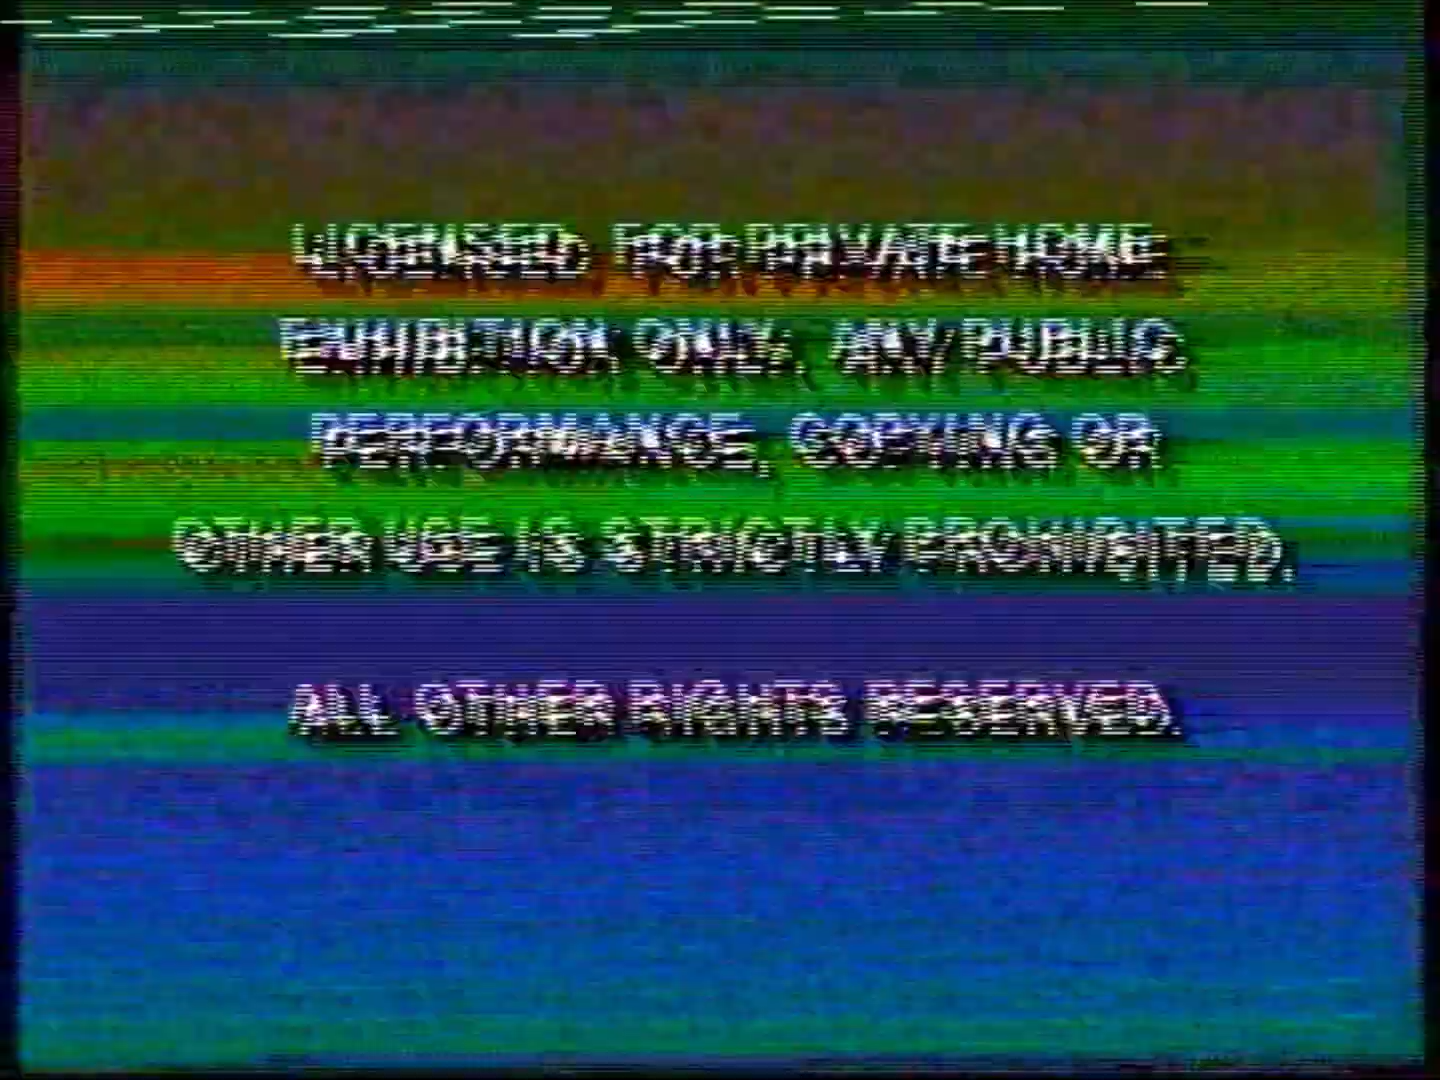 LICENSED FOR PRIVATE HOME
EXHIBITION ONLY. ANY PUBLIC
PERFORMANCE, COPYING OR
OTHER USE IS STRICTLY PROHIBITED.
ALL OTHER RIGHTS RESERVED.